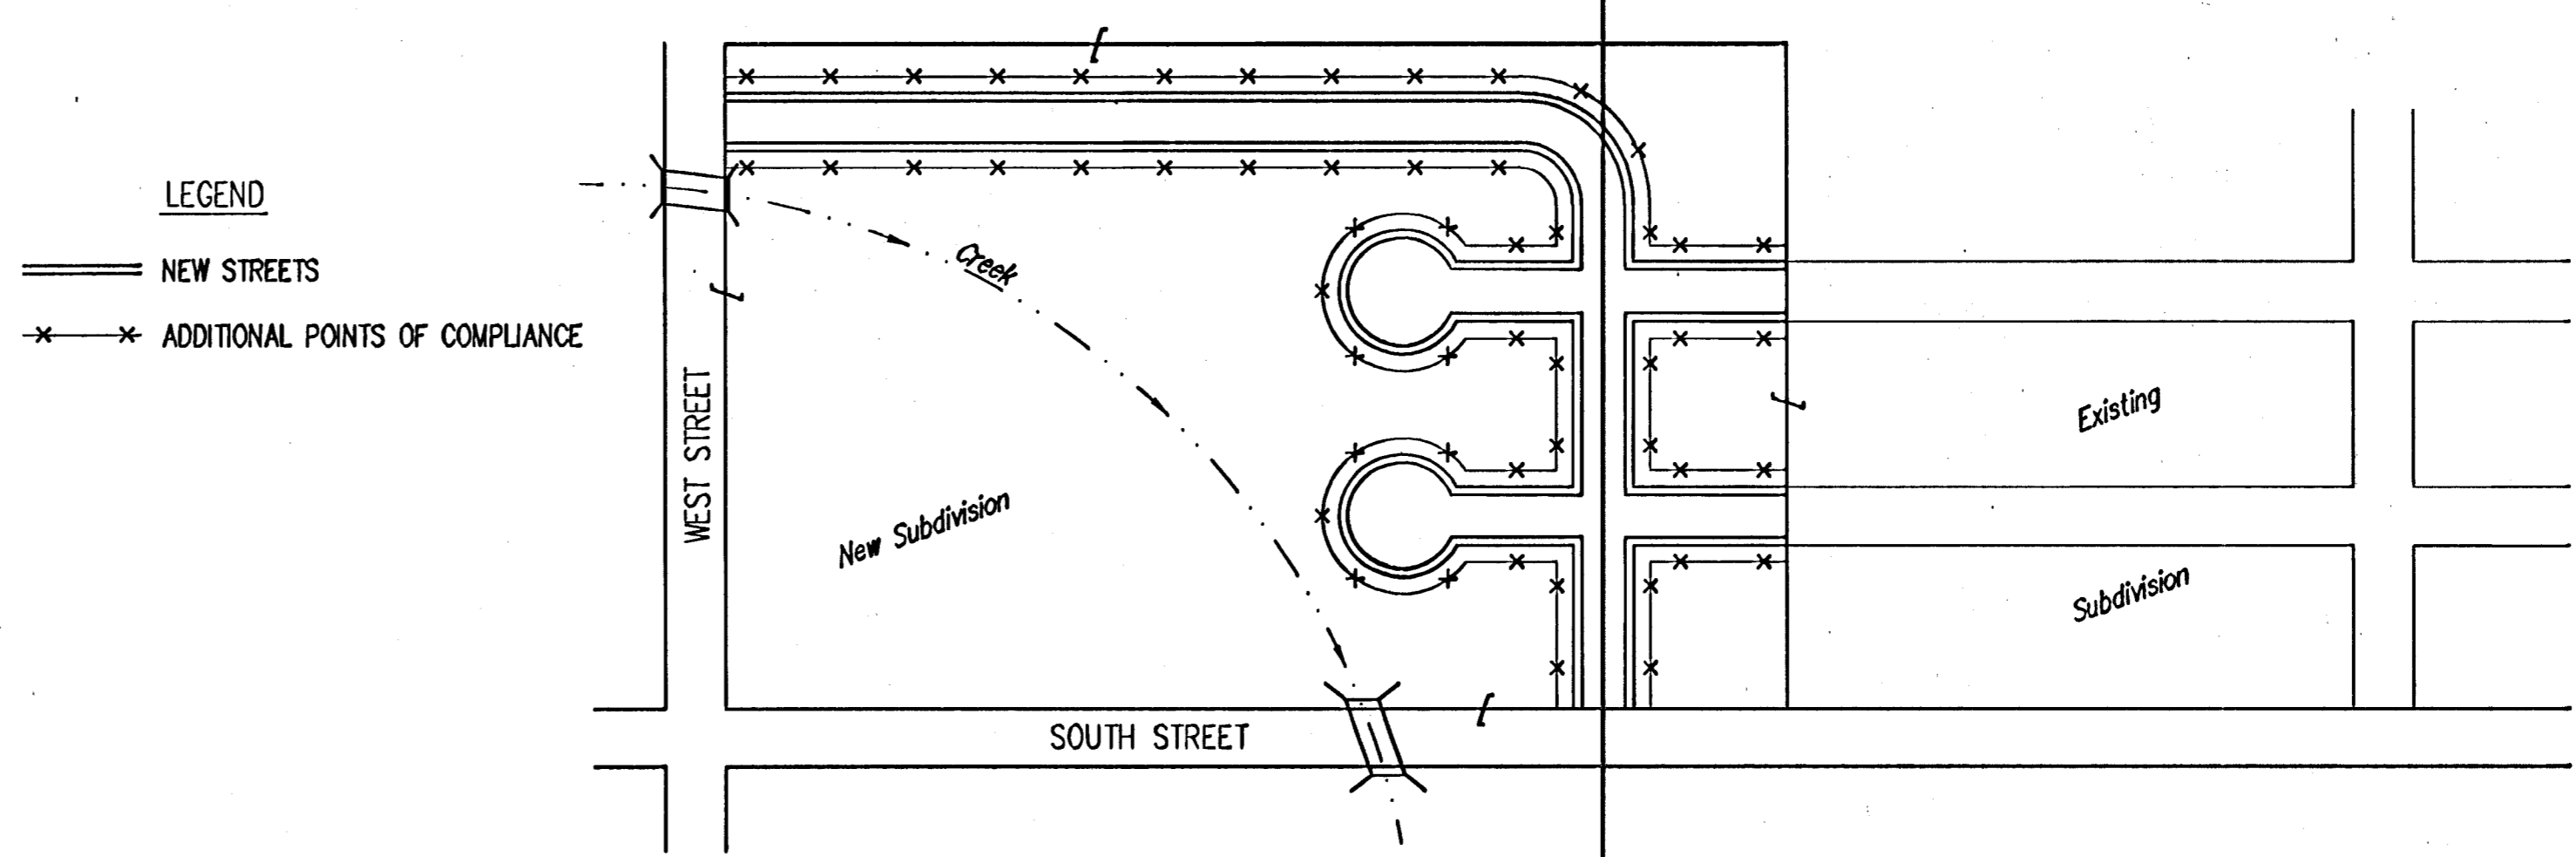 LEGEND
NEW STREETS
ADDITIONAL POINTS OF COMPLIANCE
Creek
WEST STREET
New Subdivision
SOUTH STREET
Existing
Subdivision